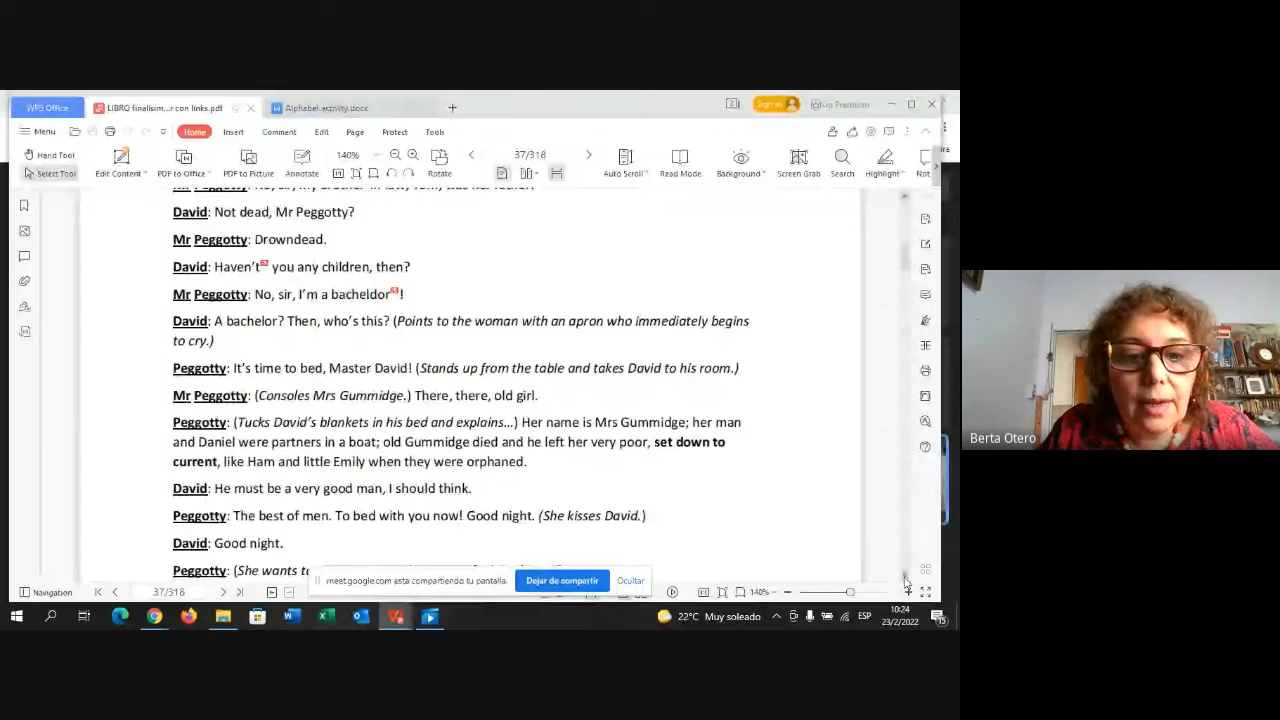 WPS Office
LIBRO finalisim...r con links.pdf
Alphabet activity.docx
Sign in
Go Premium
Menu
Home Insert Comment Edit Page Protect Tools
Hand Tool
140%
37/318
Select Tool
Edit Content
PDF to Office
PDF to Picture
Annotate
Rotate
Auto Scroll
Read Mode
Background
Screen Grab
Search
Highlight
David: Not dead, Mr Peggotty?
Mr Peggotty: Drowndead.
David: Haven't62 you any children, then?
Mr Peggotty: No, sir, I'm a bacheldor63!
David: A bachelor? Then, who's this? (Points to the woman with an apron who immediately begins
to cry.)
Peggotty: It's time to bed, Master David! (Stands up from the table and takes David to his room.)
Mr Peggotty: (Consoles Mrs Gummidge.) There, there, old girl.
Peggotty: (Tucks David's blankets in his bed and explains...) Her name is Mrs Gummidge; her man
and Daniel were partners in a boat; old Gummidge died and he left her very poor, set down to
current, like Ham and little Emily when they were orphaned.
David: He must be a very good man, I should think.
Peggotty: The best of men. To bed with you now! Good night. (She kisses David.)
David: Good night.
Peggotty: (She wants
meet.google.com está compartiendo tu pantalla.
Dejar de compartir
Ocultar
Navigation
37/318
140%
22°C Muy soleado
ESP
10:24
23/2/2022
15
Berta Otero